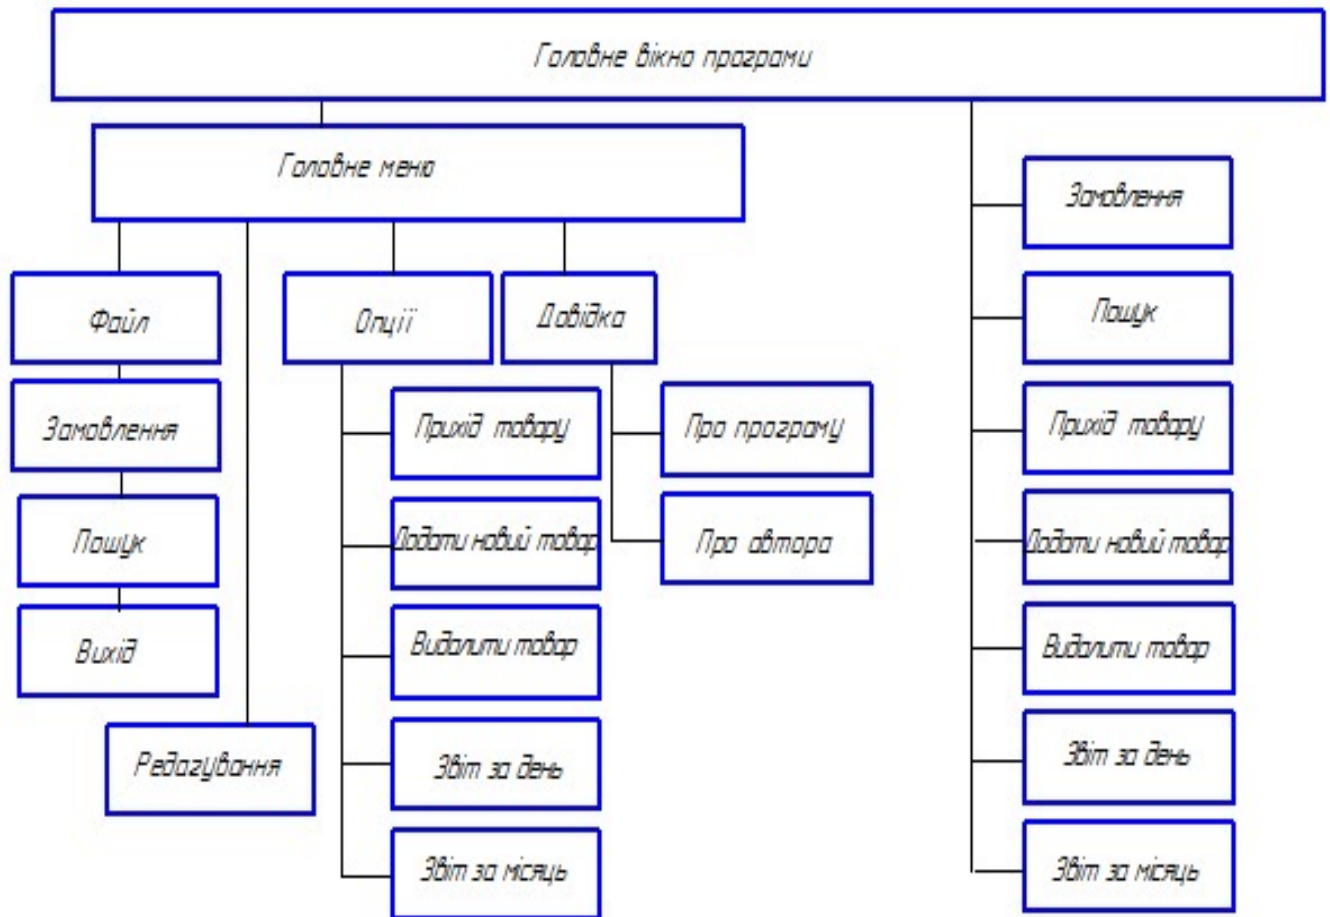 Головне вікно програми
Головне меню
Файл
Замовлення
Пошук
Вихід
Редагування
Опції
Прихід товару
Додати новий товар
Видалити товар
Звіт за день
Звіт за місяць
Довідка
Про програму
Про автора
Замовлення
Пошук
Прихід товару
Додати новий товар
Видалити товар
Звіт за день
Звіт за місяць